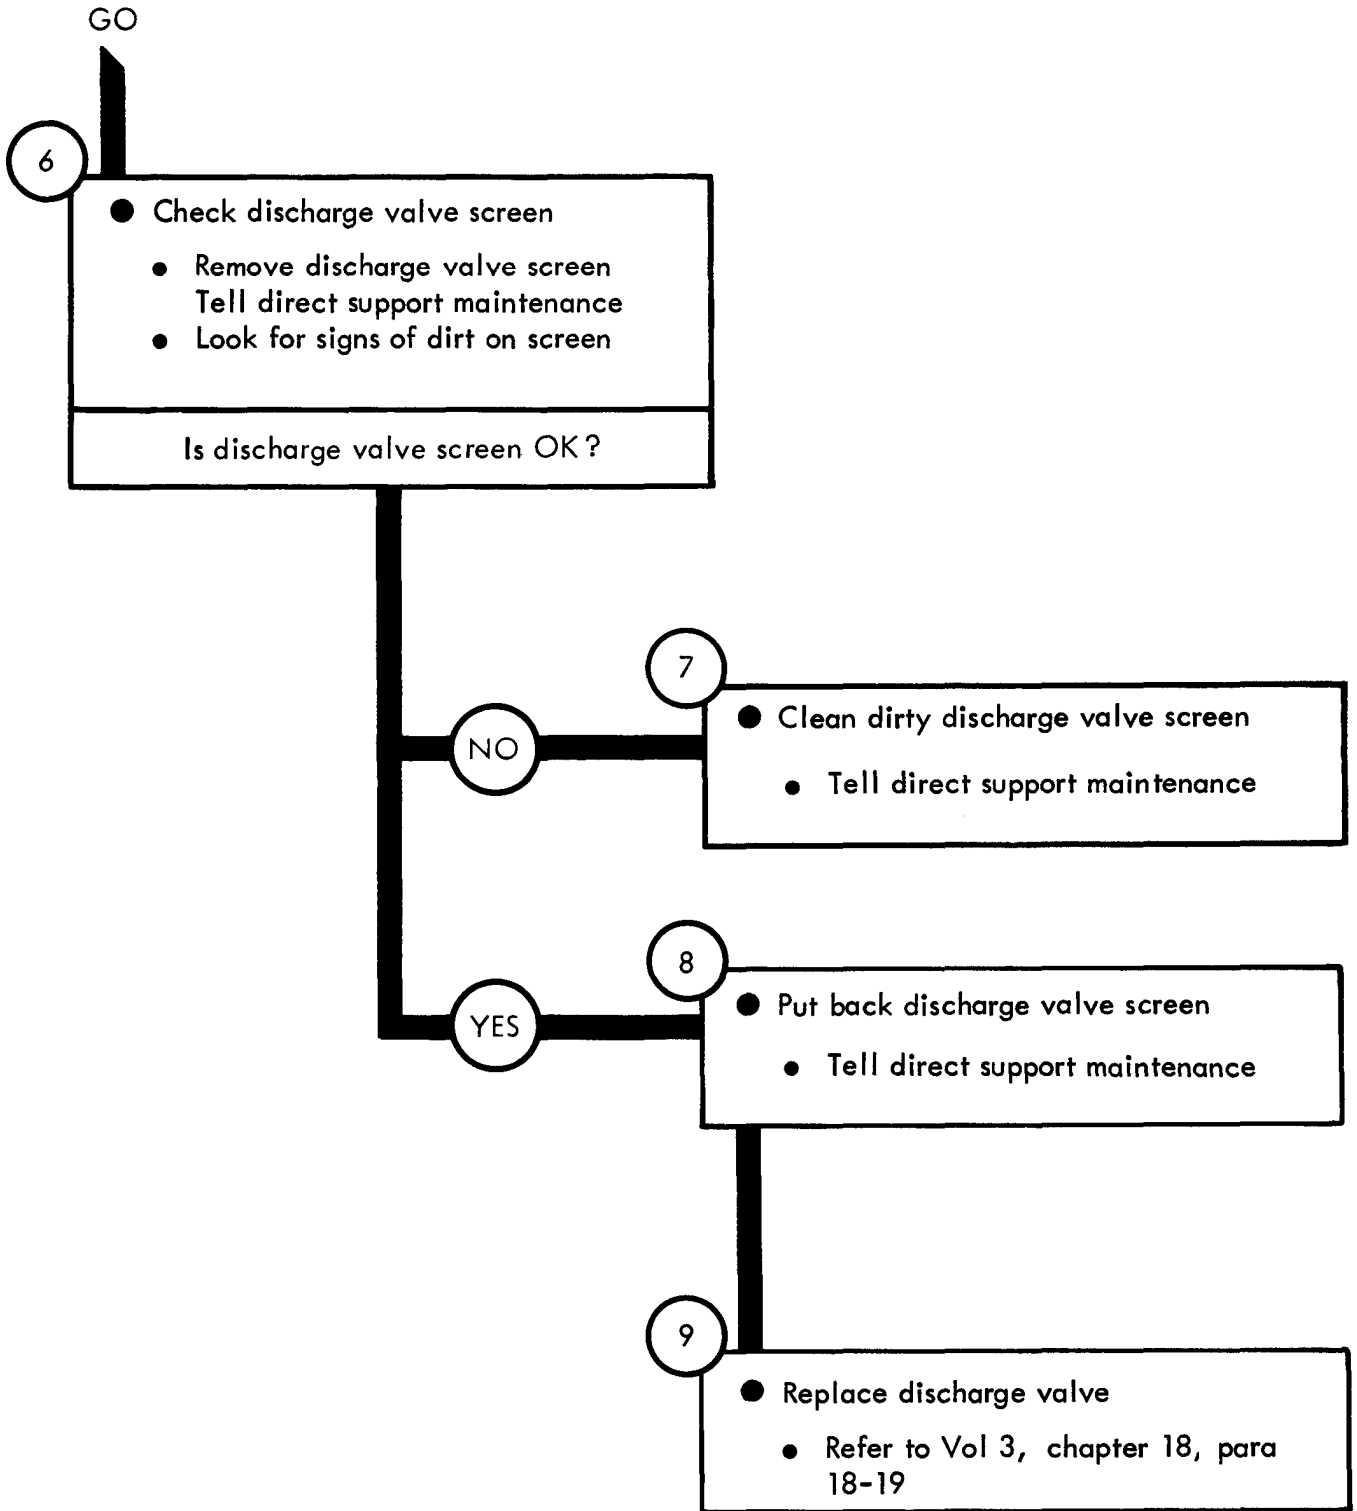 GO
6
● Check discharge valve screen
● Remove discharge valve screen
Tell direct support maintenance
● Look for signs of dirt on screen
Is discharge valve screen OK?
7
● Clean dirty discharge valve screen
NO
● Tell direct support maintenance
8
● Put back discharge valve screen
YES
● Tell direct support maintenance
9
● Replace discharge valve
● Refer to Vol 3, chapter 18, para
18-19